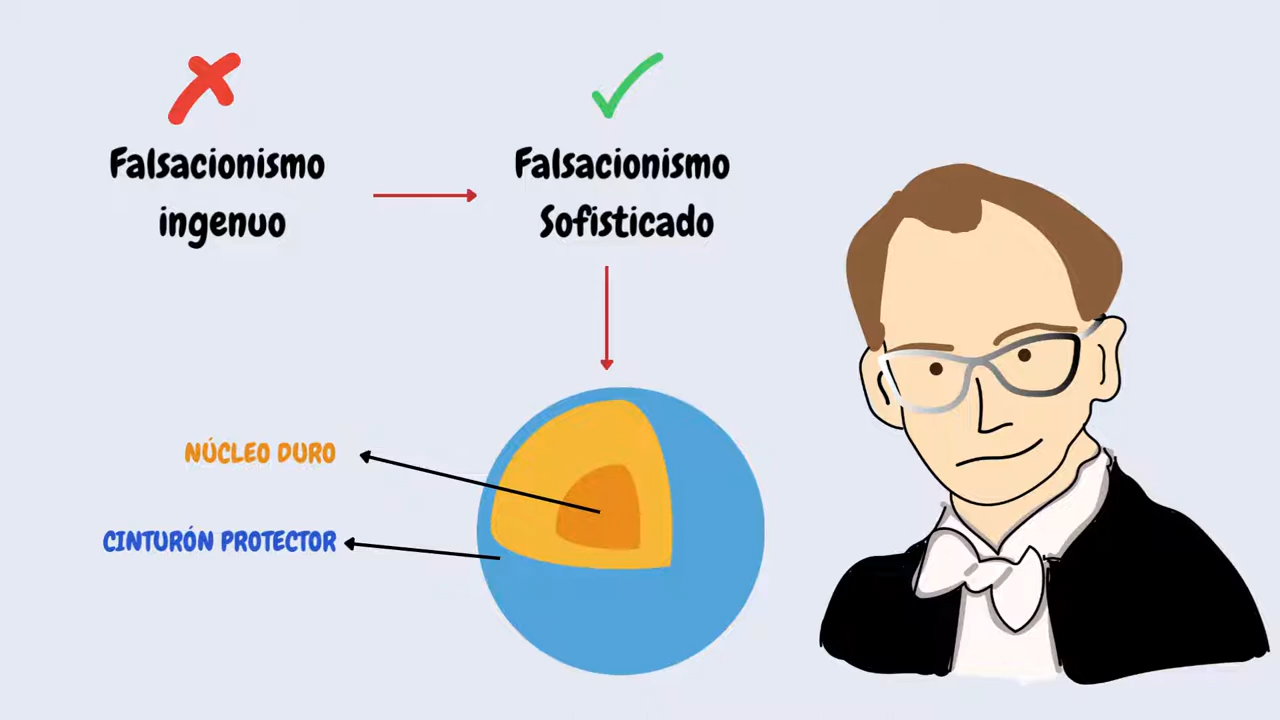 Falsacionismo
ingenuo
Falsacionismo
Sofisticado
NÚCLEO DURO
CINTURÓN PROTECTOR